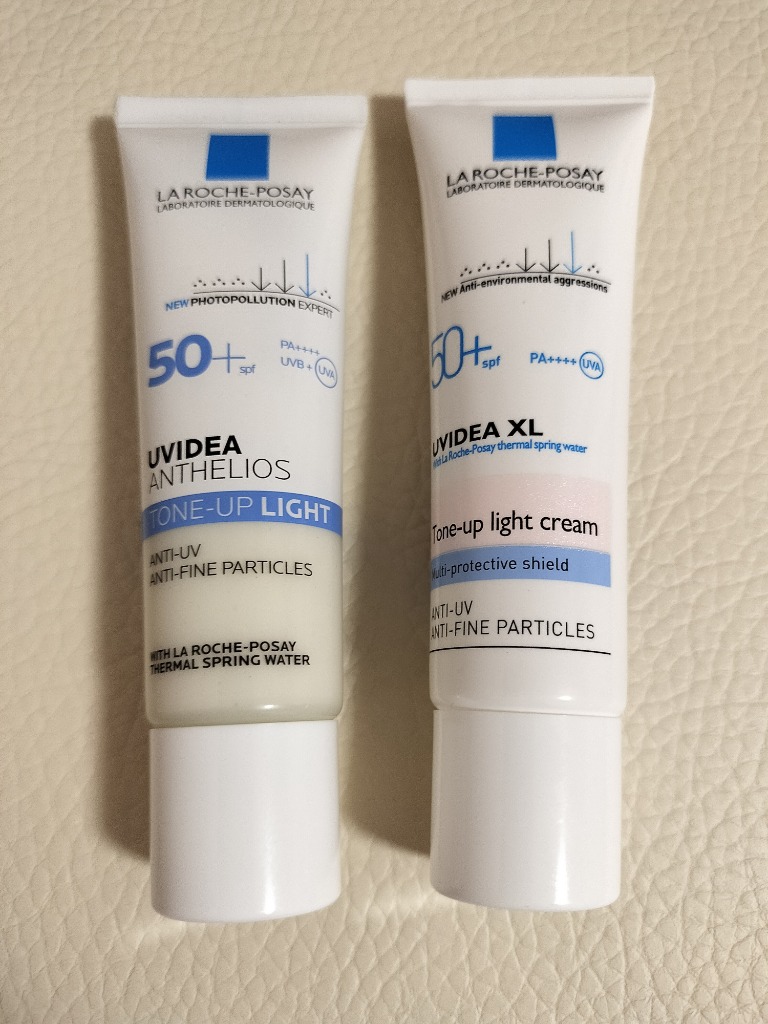 LA ROCHE-POSAY
LABORATOIRE DERMATOLOGIQUE
NEW PHOTOPOLLUTION EXPERT
50+ spf
PA++++
UVB + UVA
UVIDEA
ANTHELIOS
TONE-UP LIGHT
ANTI-UV
ANTI-FINE PARTICLES
WITH LA ROCHE-POSAY
THERMAL SPRING WATER
LA ROCHE-POSAY
LABORATOIRE DERMATOLOGIQUE
NEW Anti-environmental aggressions
50+ spf
PA++++ UVA
UVIDEA XL
with La Roche-Posay thermal spring water
Tone-up light cream
Multi-protective shield
ANTI-UV
ANTI-FINE PARTICLES